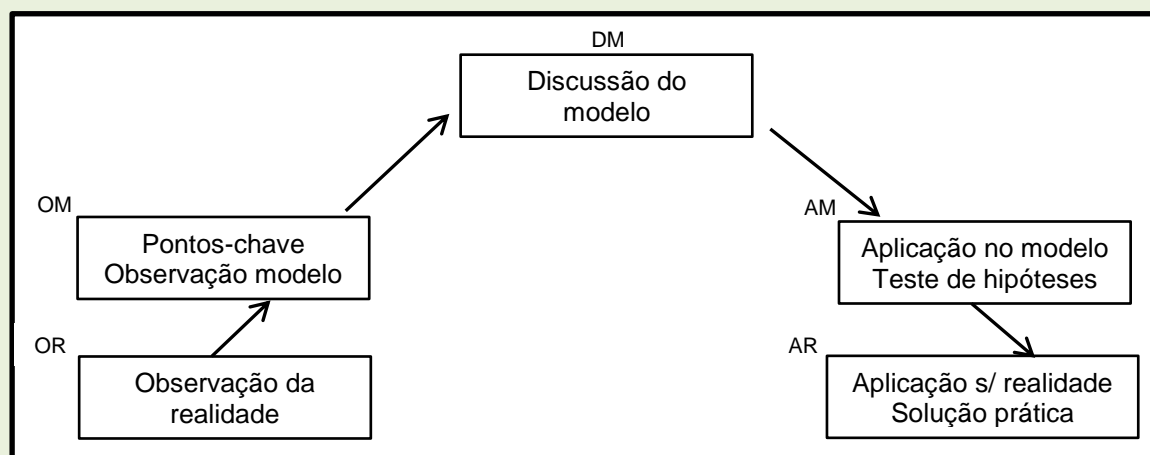 DM
Discussão do
modelo
OM
Pontos-chave
Observação modelo
AM
Aplicação no modelo
Teste de hipóteses
OR
Observação da
realidade
AR
Aplicação s/ realidade
Solução prática